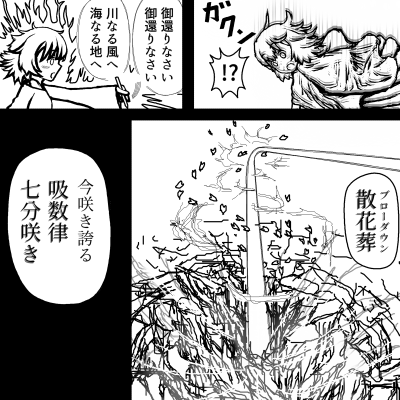 ガクン
!?
御還りなさい
御還りなさい
川なる風へ
海なる地へ
散花葬
ブローダウン
今咲き誇る
吸数律
七分咲き